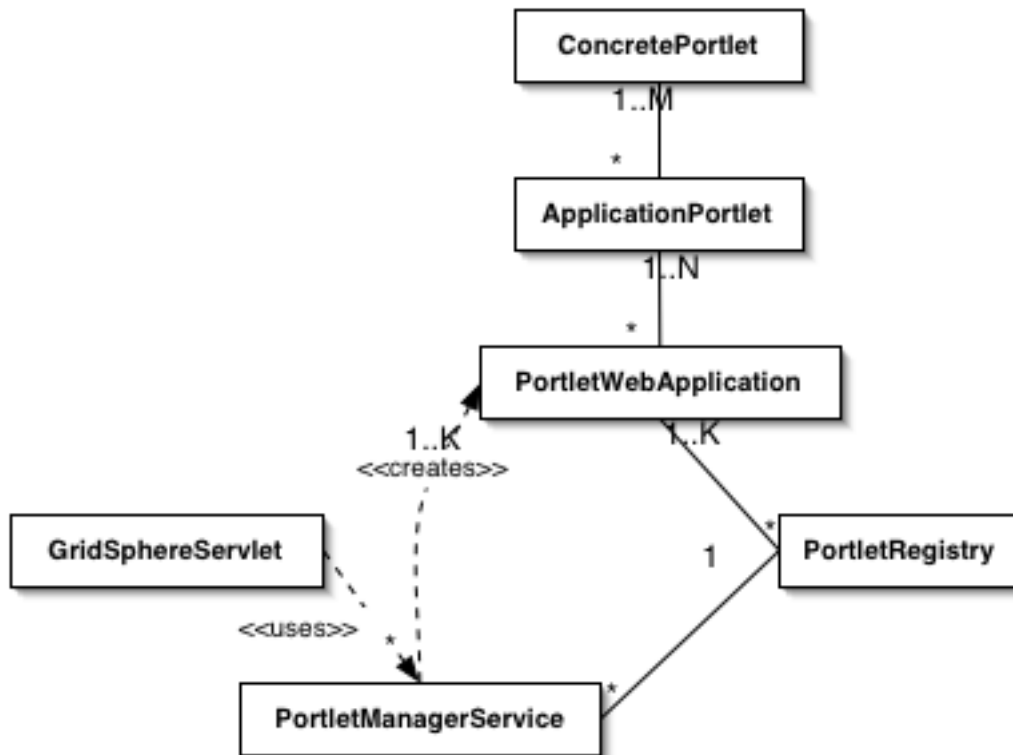 ConcretePortlet
1..M
*
ApplicationPortlet
1..N
*
PortletWebApplication
1..K
1..K
<<creates>>
GridSphereServlet
*
1
PortletRegistry
<<uses>>
*
*
PortletManagerService